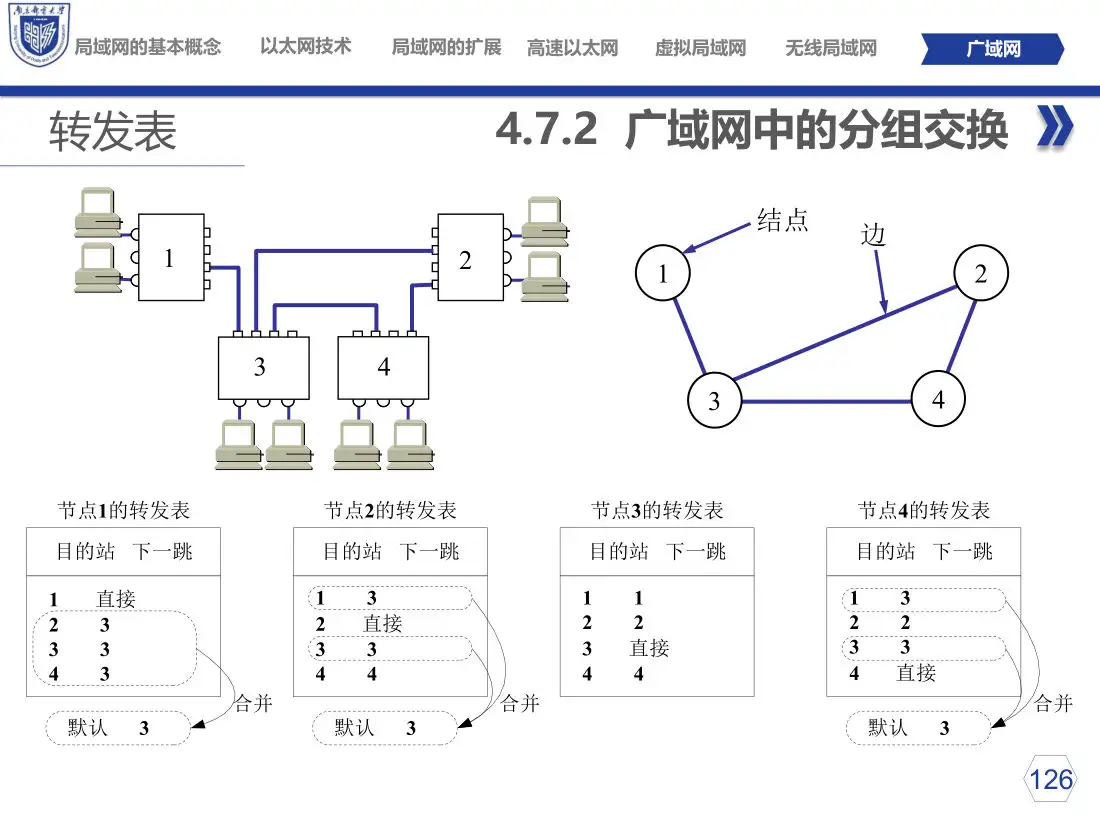 南京邮电大学
局域网的基本概念 以太网技术 局域网的扩展 高速以太网 虚拟局域网 无线局域网 广域网
转发表 4.7.2 广域网中的分组交换
1 2 3 4
结点
边
1 2 3 4
节点1的转发表 节点2的转发表 节点3的转发表 节点4的转发表
目的站 下一跳 目的站 下一跳 目的站 下一跳 目的站 下一跳
1 直接 1 3 1 1 1 3
2 3 2 直接 2 2 2 2
3 3 3 3 3 直接 3 3
4 3 4 4 4 4 4 直接
合并 合并 合并
默认 3 默认 3 默认 3
126